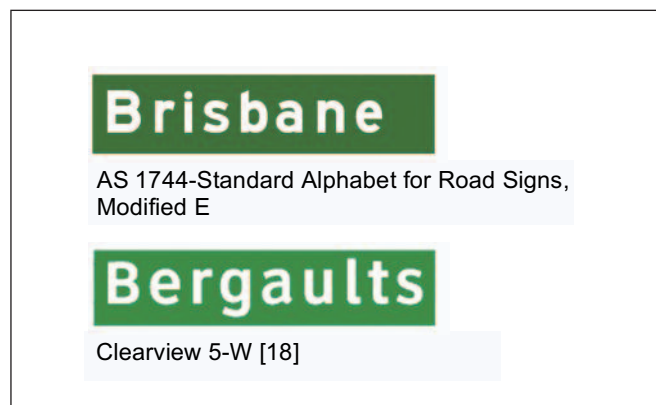 Brisbane
AS 1744-Standard Alphabet for Road Signs,
Modified E
Bergaults
Clearview 5-W [18]